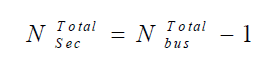 N_{Sec}^{Total} = N_{bus}^{Total} − 1